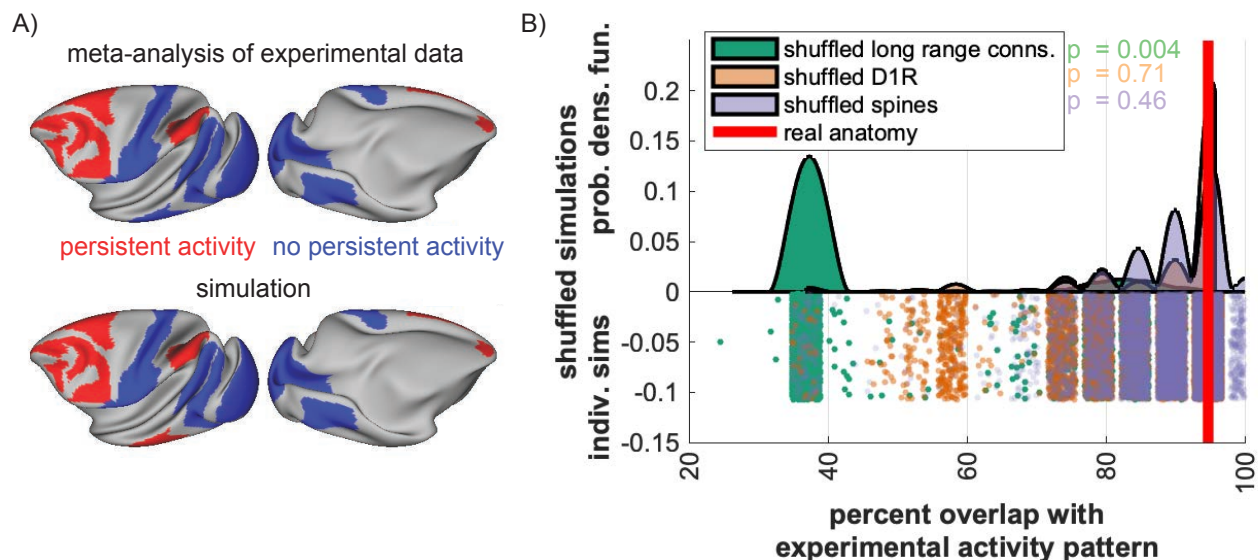 A)
meta-analysis of experimental data
persistent activity no persistent activity
simulation
B)
shuffled simulations
indiv. sims prob. dens. fun.
0.2
0.15
0.1
0.05
0
-0.05
-0.1
-0.15
shuffled long range conns.
shuffled D1R
shuffled spines
real anatomy
p = 0.004
p = 0.71
p = 0.46
20
40
60
80
100
percent overlap with
experimental activity pattern